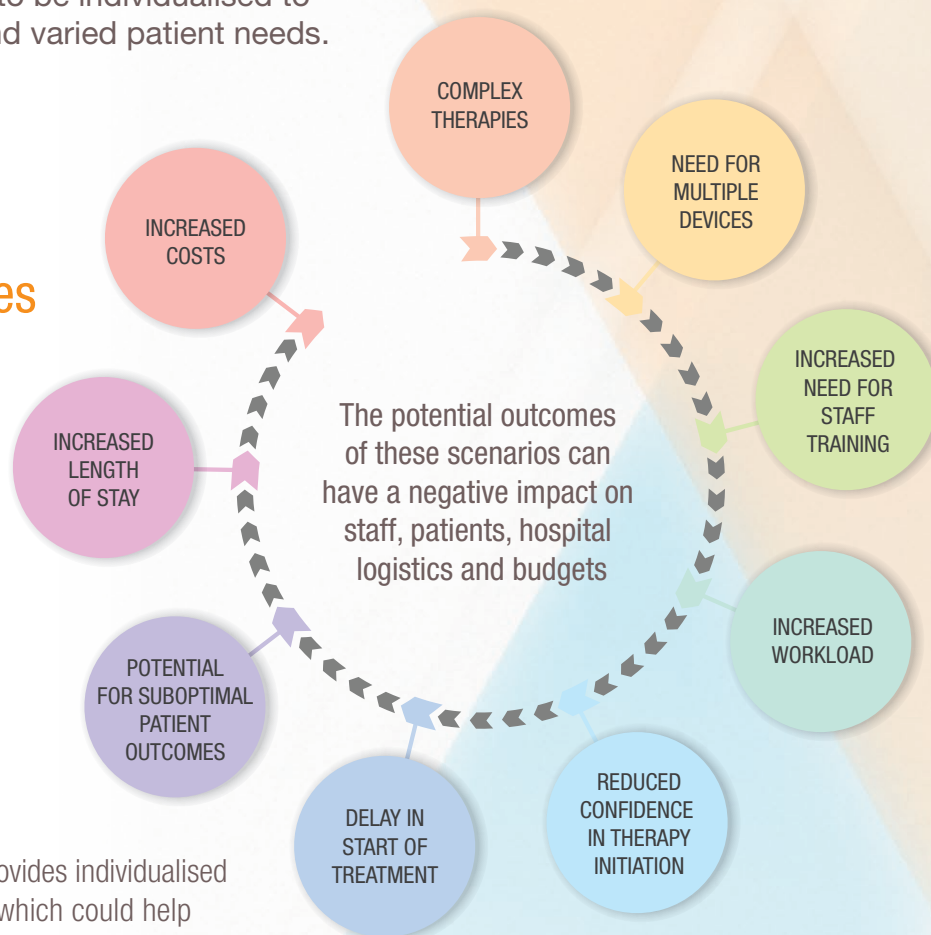 to be individualised to
nd varied patient needs.
COMPLEX
THERAPIES
NEED FOR
MULTIPLE
DEVICES
INCREASED
NEED FOR
STAFF
TRAINING
INCREASED
WORKLOAD
REDUCED
CONFIDENCE
IN THERAPY
INITIATION
DELAY IN
START OF
TREATMENT
POTENTIAL
FOR SUBOPTIMAL
PATIENT
OUTCOMES
INCREASED
LENGTH
OF STAY
INCREASED
COSTS
es
The potential outcomes
of these scenarios can
have a negative impact on
staff, patients, hospital
logistics and budgets
ovides individualised
which could help